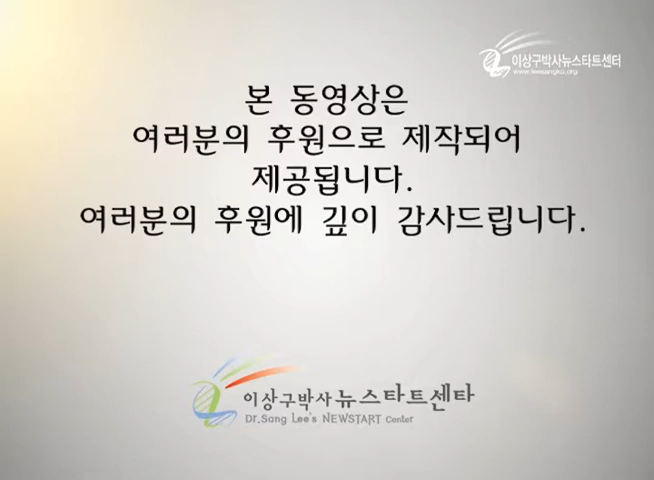 이상구박사뉴스타트센터
www.leesangku.org
본 동영상은
여러분의 후원으로 제작되어
제공됩니다.
여러분의 후원에 깊이 감사드립니다.
이상구박사뉴스타트센타
Dr.Sang Lee's NEWSTART Center